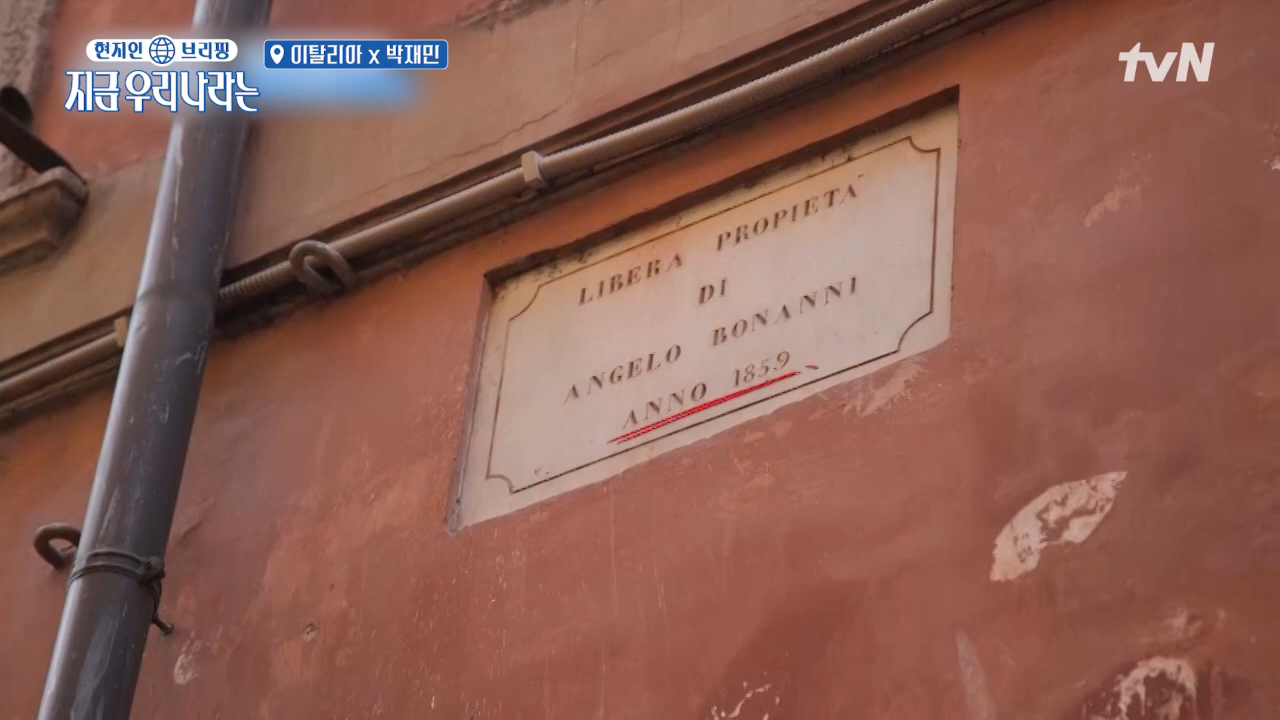 현지인 브리핑
지금 우리나라는
이탈리아 x 박재민
tvN
LIBERA PROPIETA´
DI
ANGELO BONANNI
ANNO 1859